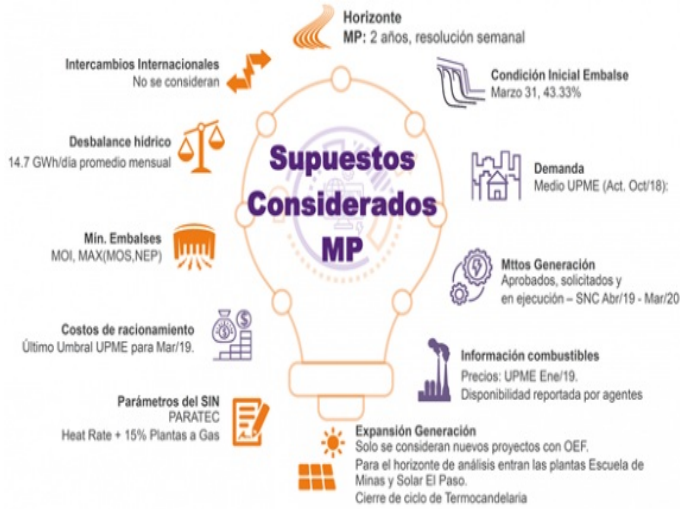 Horizonte
MP: 2 años, resolución semanal
Intercambios Internacionales
No se consideran
Condición Inicial Embalse
Marzo 31, 43.33%
Desbalance hídrico
14.7 GWh/día promedio mensual
Supuestos
Considerados
MP
Demanda
Medio UPME (Act. Oct/18):
Mín. Embalses
MOI, MAX(MOS,NEP)
Mttos Generación
Aprobados, solicitados y
en ejecución – SNC Abr/19 - Mar/20
Costos de racionamiento
Último Umbral UPME para Mar/19.
Información combustibles
Precios: UPME Ene/19.
Disponibilidad reportada por agentes
Parámetros del SIN
PARATEC
Heat Rate + 15% Plantas a Gas
Expansión Generación
Solo se consideran nuevos proyectos con OEF.
Para el horizonte de análisis entran las plantas Escuela de
Minas y Solar El Paso.
Cierre de ciclo de Termocandelaria